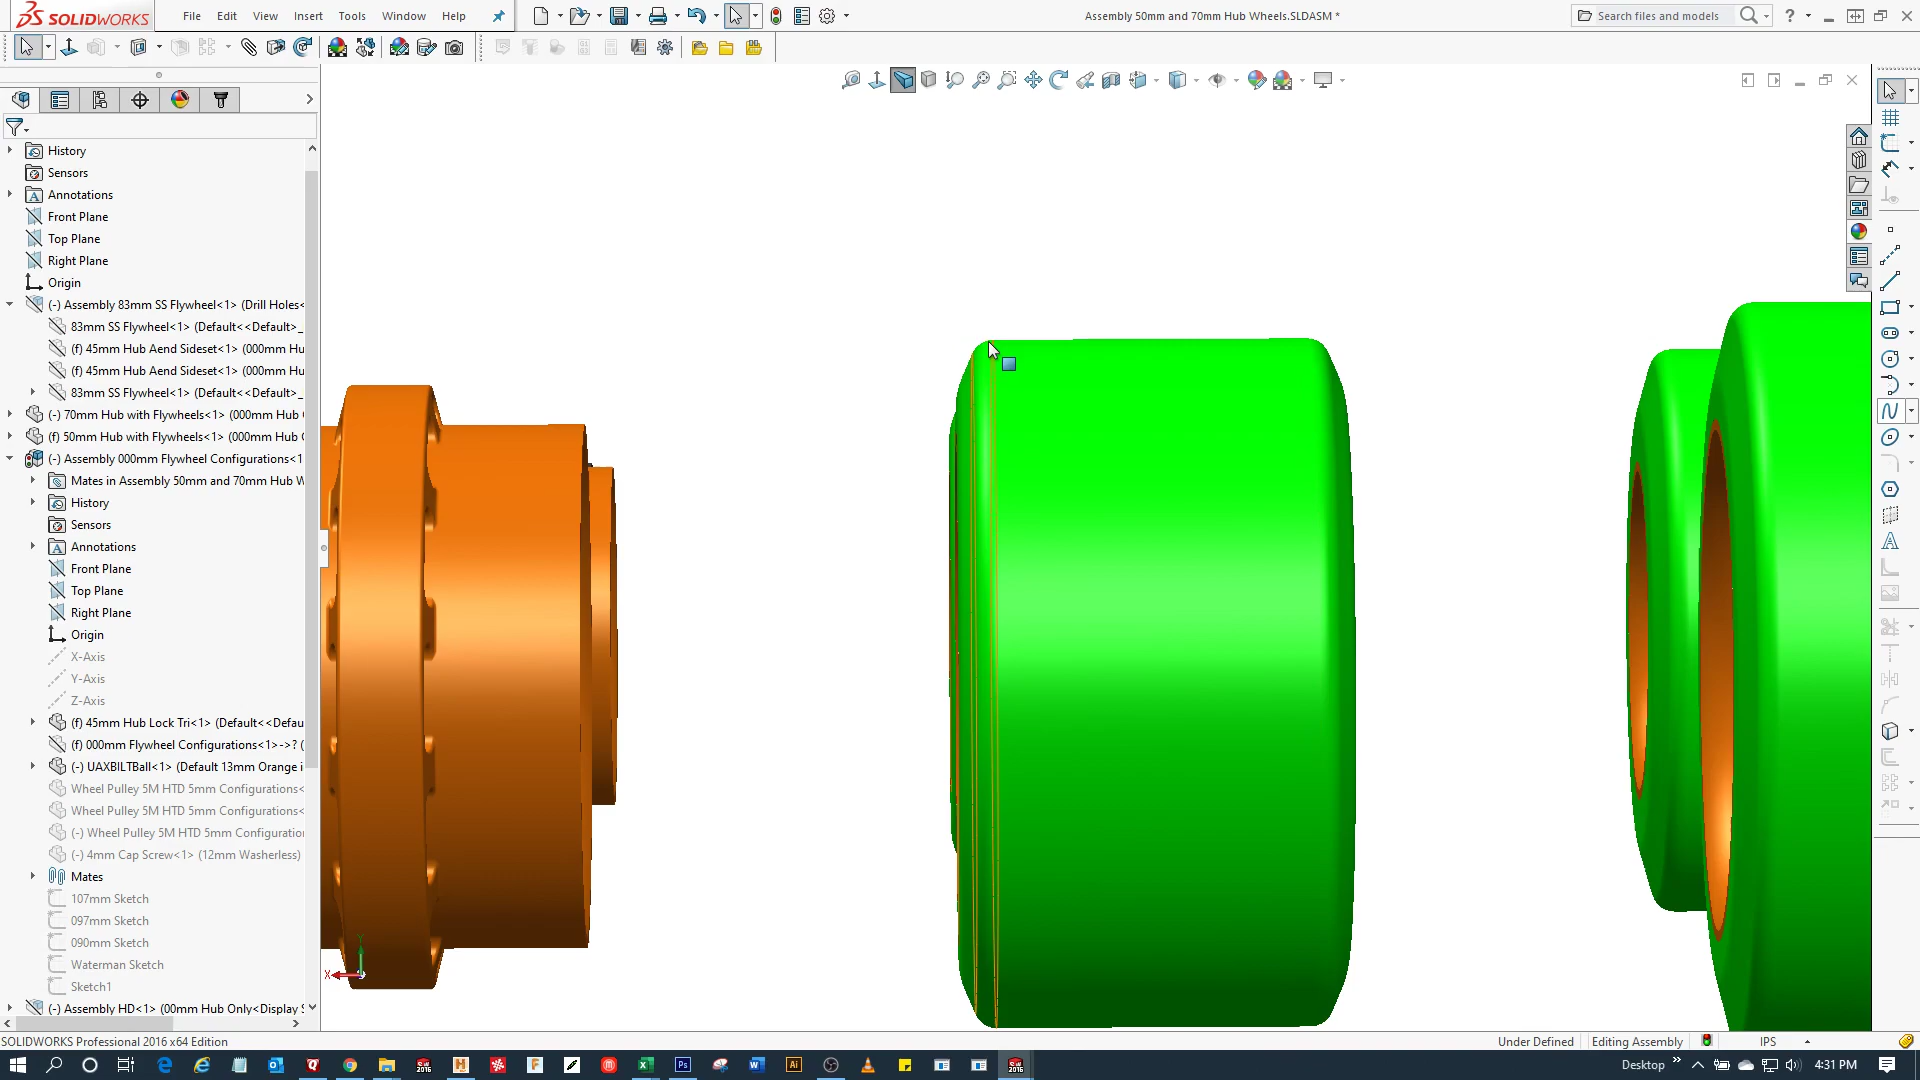 SOLIDWORKS
File Edit View Insert Tools Window Help
Assembly 50mm and 70mm Hub Wheels.SLDASM *
Search files and models
History
Sensors
Annotations
Front Plane
Top Plane
Right Plane
Origin
(-) Assembly 83mm SS Flywheel<1> (Drill Holes<
83mm SS Flywheel<1> (Default<<Default>_
(f) 45mm Hub Aend Sideset<1> (000mm Hu
(f) 45mm Hub Aend Sideset<1> (000mm Hu
83mm SS Flywheel<1> (Default<<Default>_
(-) 70mm Hub with Flywheels<1> (000mm Hub
(f) 50mm Hub with Flywheels<1> (000mm Hub
(-) Assembly 000mm Flywheel Configurations<1
Mates in Assembly 50mm and 70mm Hub W
History
Sensors
Annotations
Front Plane
Top Plane
Right Plane
Origin
X-Axis
Y-Axis
Z-Axis
(f) 45mm Hub Lock Tri<1> (Default<<Defau
(f) 000mm Flywheel Configurations<1>->? (
(-) UAXBILTBall<1> (Default 13mm Orange i
Wheel Pulley 5M HTD 5mm Configurations<
Wheel Pulley 5M HTD 5mm Configurations<
(-) Wheel Pulley 5M HTD 5mm Configuration
(-) 4mm Cap Screw<1> (12mm Washerless)
Mates
107mm Sketch
097mm Sketch
090mm Sketch
Waterman Sketch
Sketch1
(-) Assembly HD<1> (00mm Hub Only<Display S
Y
X
SOLIDWORKS Professional 2016 x64 Edition
Under Defined Editing Assembly IPS
Desktop 4:31 PM